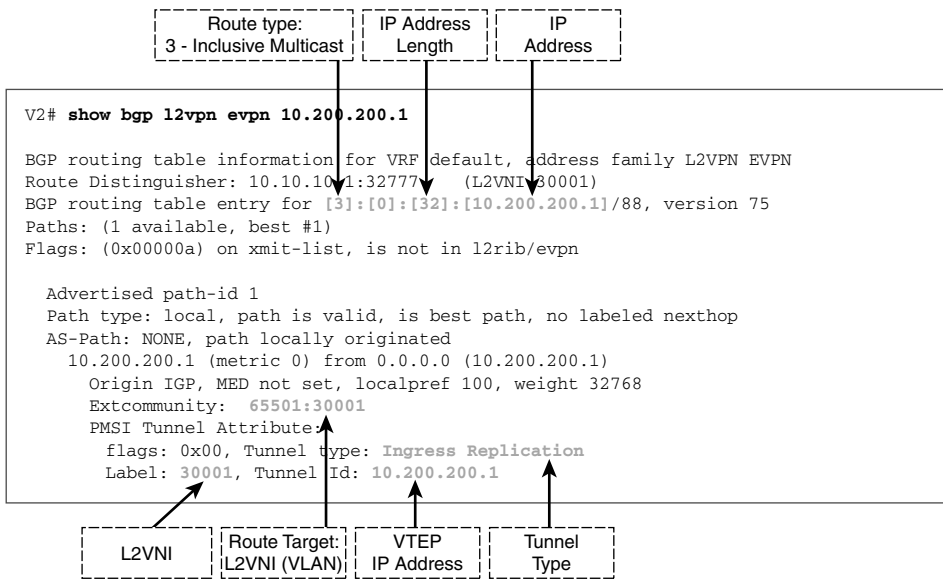 Route type:
3 - Inclusive Multicast
IP Address
Length
IP
Address
V2# show bgp l2vpn evpn 10.200.200.1
BGP routing table information for VRF default, address family L2VPN EVPN
Route Distinguisher: 10.10.10.1:32777 (L2VNI 30001)
BGP routing table entry for [3]:[0]:[32]:[10.200.200.1]/88, version 75
Paths: (1 available, best #1)
Flags: (0x00000a) on xmit-list, is not in l2rib/evpn
Advertised path-id 1
Path type: local, path is valid, is best path, no labeled nexthop
AS-Path: NONE, path locally originated
10.200.200.1 (metric 0) from 0.0.0.0 (10.200.200.1)
Origin IGP, MED not set, localpref 100, weight 32768
Extcommunity: 65501:30001
PMSI Tunnel Attribute:
flags: 0x00, Tunnel type: Ingress Replication
Label: 30001, Tunnel Id: 10.200.200.1
L2VNI
Route Target:
L2VNI (VLAN)
VTEP
IP Address
Tunnel
Type